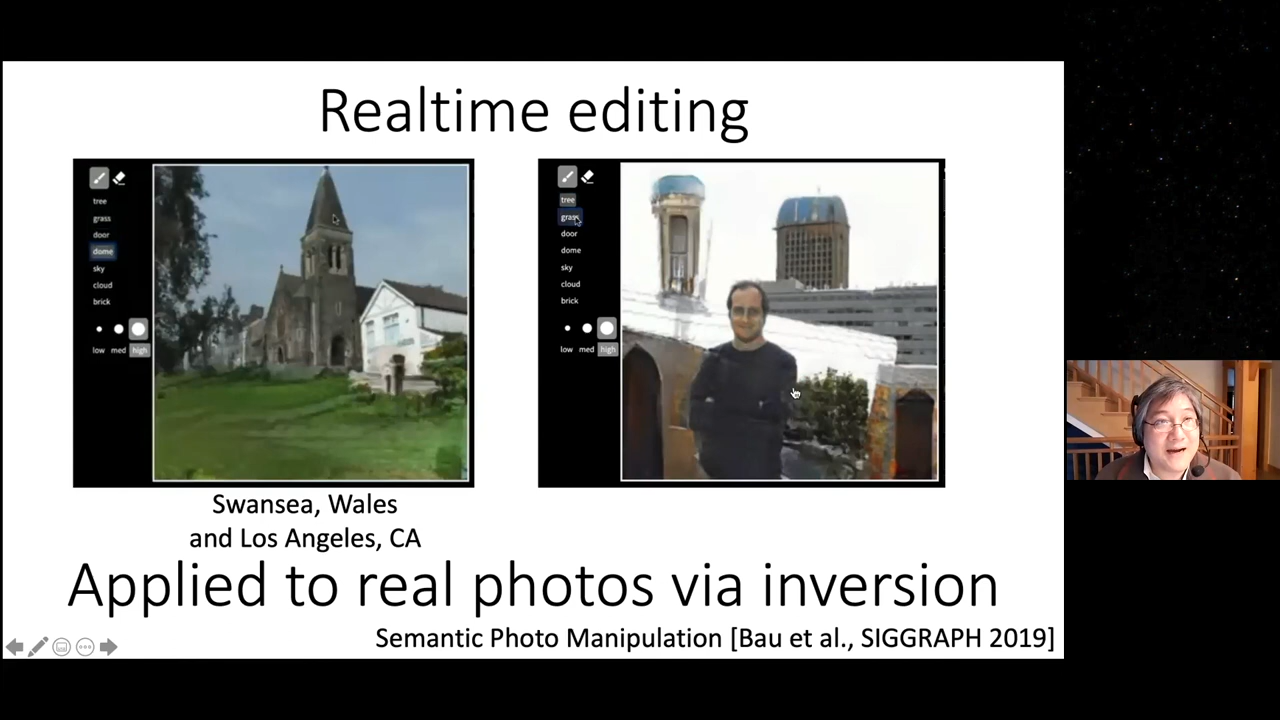 Realtime editing
tree
grass
door
dome
sky
cloud
brick
low med high
tree
grass
door
dome
sky
cloud
brick
low med high
Swansea, Wales
and Los Angeles, CA
Applied to real photos via inversion
Semantic Photo Manipulation [Bau et al., SIGGRAPH 2019]